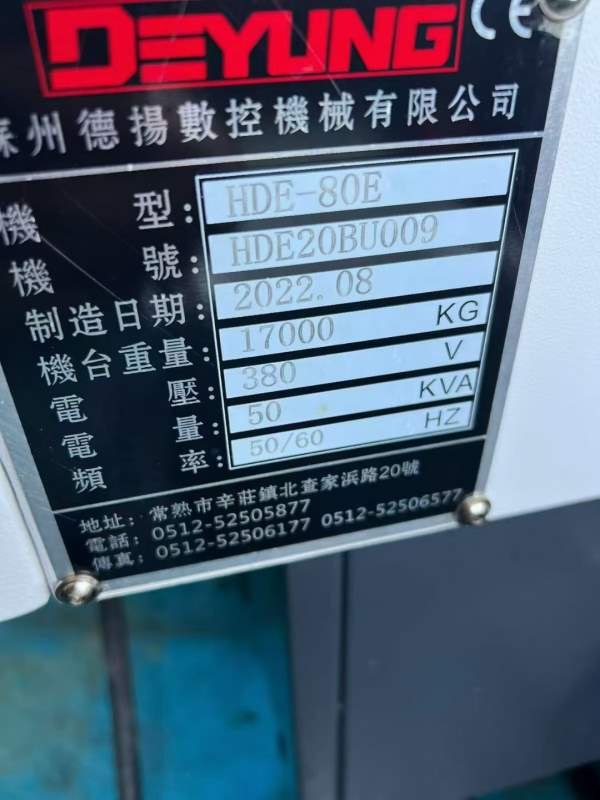 DEYUNG CE
蘇州德揚數控機械有限公司
機型: HDE-80E
機號: HDE20BU009
制造日期: 2022.08
機台重量: 17000 KG
電壓: 380 V
電量: 50 KVA
頻率: 50/60 HZ
地址: 常熟市辛莊鎮北查家浜路20號
電話: 0512-52505877
傳真: 0512-52506177 0512-52506577